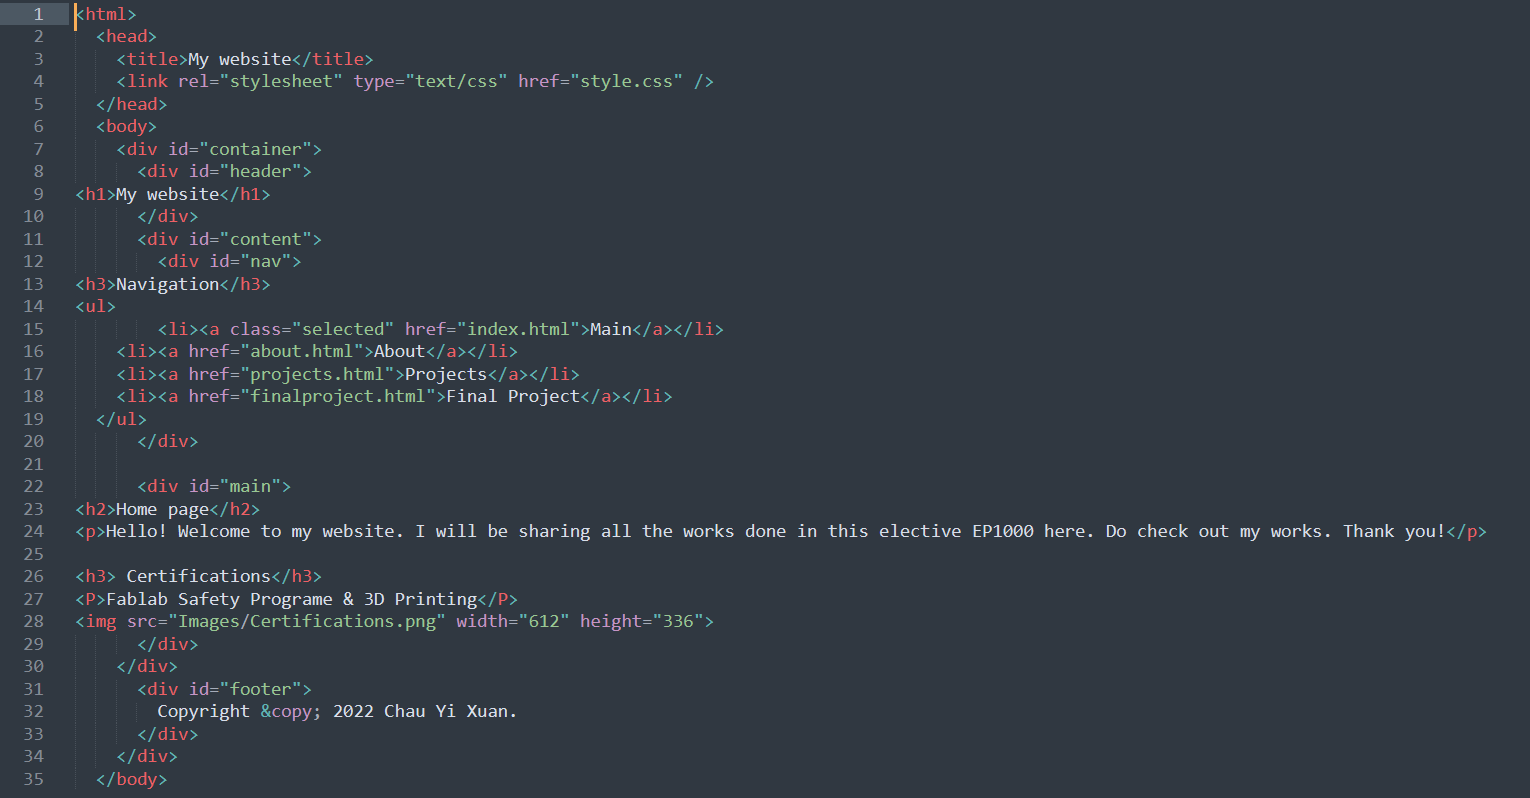 1 <html>
2 <head>
3 <title>My website</title>
4 <link rel="stylesheet" type="text/css" href="style.css" />
5 </head>
6 <body>
7 <div id="container">
8 <div id="header">
9 <h1>My website</h1>
10 </div>
11 <div id="content">
12 <div id="nav">
13 <h3>Navigation</h3>
14 <ul>
15 <li><a class="selected" href="index.html">Main</a></li>
16 <li><a href="about.html">About</a></li>
17 <li><a href="projects.html">Projects</a></li>
18 <li><a href="finalproject.html">Final Project</a></li>
19 </ul>
20 </div>
21
22 <div id="main">
23 <h2>Home page</h2>
24 <p>Hello! Welcome to my website. I will be sharing all the works done in this elective EP1000 here. Do check out my works. Thank you!</p>
25
26 <h3> Certifications</h3>
27 <P>Fablab Safety Programe & 3D Printing</P>
28 <img src="Images/Certifications.png" width="612" height="336">
29 </div>
30 </div>
31 <div id="footer">
32 Copyright &copy; 2022 Chau Yi Xuan.
33 </div>
34 </div>
35 </body>